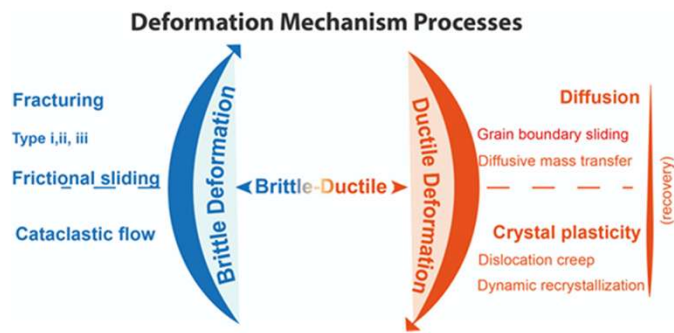 Deformation Mechanism Processes
Fracturing
Type i,ii, iii
Frictional sliding
Cataclastic flow
Brittle Deformation
Brittle-Ductile
Ductile Deformation
Diffusion
Grain boundary sliding
Diffusive mass transfer
Crystal plasticity
Dislocation creep
Dynamic recrystallization
(recovery)